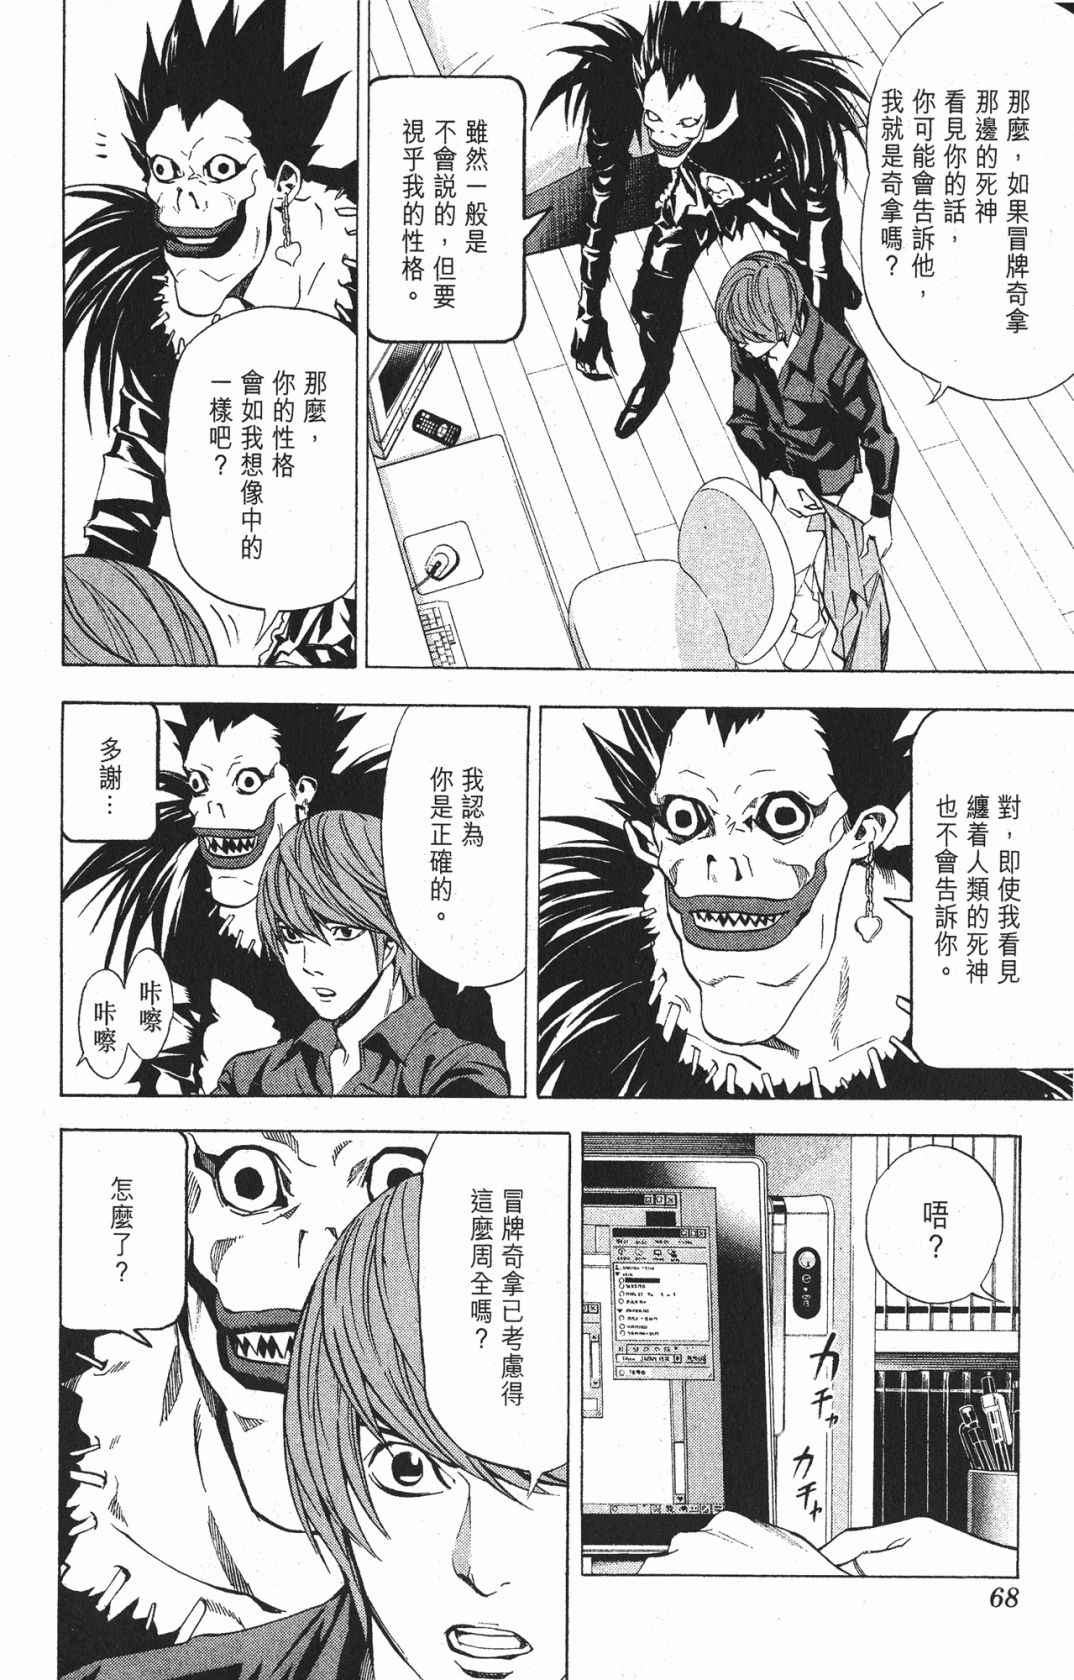 那麼，如果冒牌奇拿
那邊的死神
看見你的話，
你可能會告訴他，
我就是奇拿嗎？
雖然一般是
不會説的，但要
視乎我的性格。
那麼，
你的性格
會如我想像中的
一樣吧？
對，即使我看見
纏着人類的死神
也不會告訴你。
我認為
你是正確的。
多謝…
咔嚓
咔嚓
唔？
カチャ
カチャ
冒牌奇拿已考慮得
這麼周全嗎？
怎麼了？
68